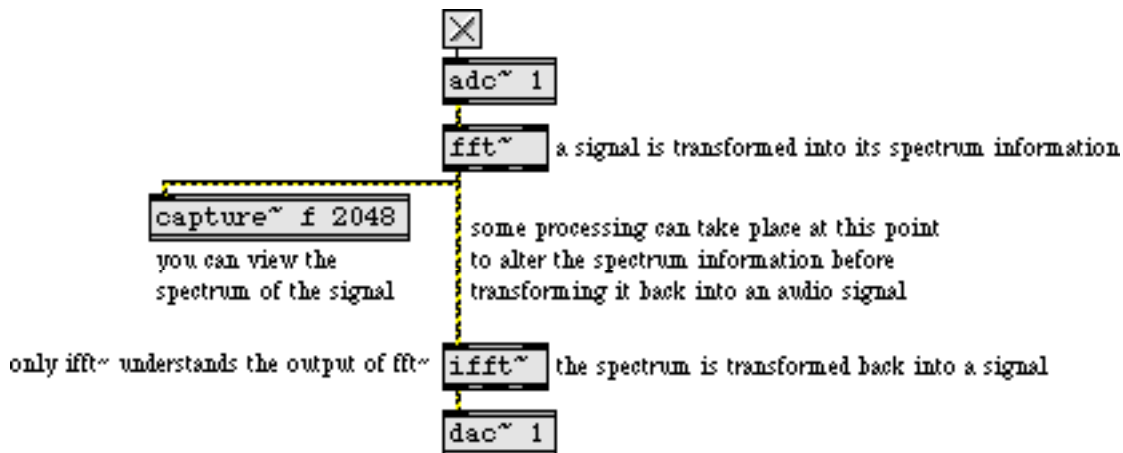 adc~ 1
fft~
a signal is transformed into its spectrum information
capture~ f 2048
you can view the
spectrum of the signal
some processing can take place at this point
to alter the spectrum information before
transforming it back into an audio signal
only ifft~ understands the output of fft~
ifft~
the spectrum is transformed back into a signal
dac~ 1